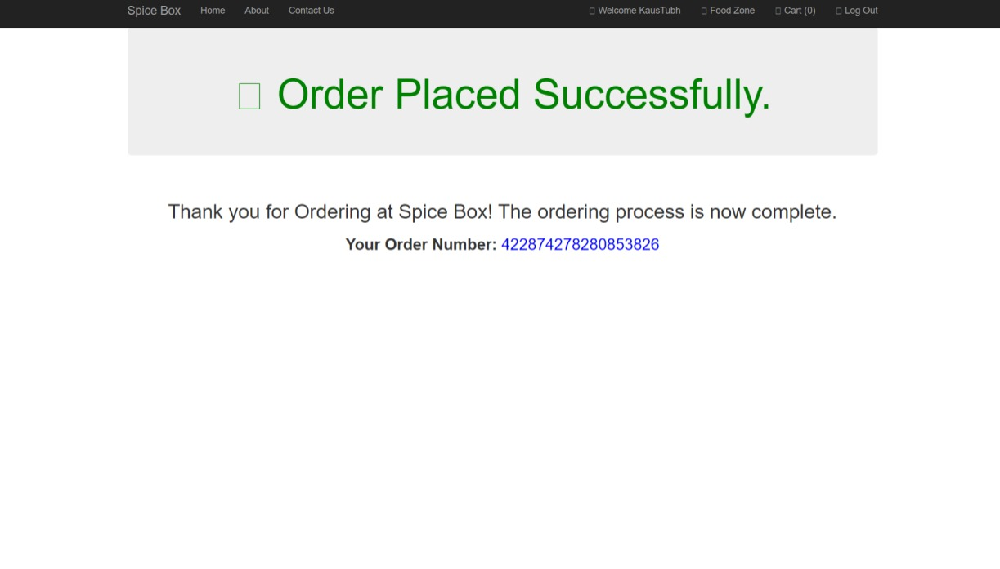 Spice Box Home About Contact Us Welcome KausTubh Food Zone Cart (0) Log Out
Order Placed Successfully.
Thank you for Ordering at Spice Box! The ordering process is now complete.
Your Order Number: 422874278280853826